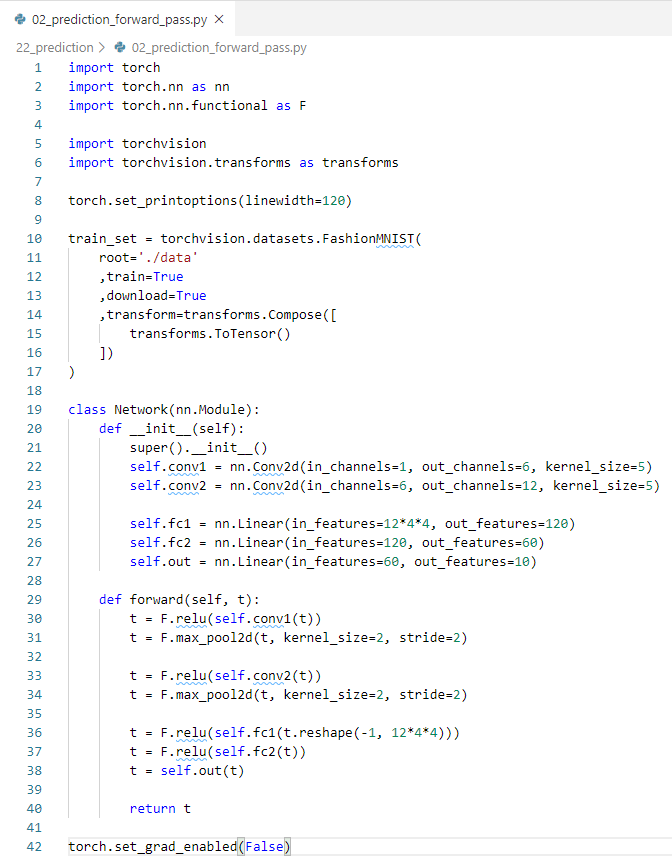 02_prediction_forward_pass.py ×
22_prediction > 02_prediction_forward_pass.py
1 import torch
2 import torch.nn as nn
3 import torch.nn.functional as F
4
5 import torchvision
6 import torchvision.transforms as transforms
7
8 torch.set_printoptions(linewidth=120)
9
10 train_set = torchvision.datasets.FashionMNIST(
11     root='./data'
12     ,train=True
13     ,download=True
14     ,transform=transforms.Compose([
15         transforms.ToTensor()
16     ])
17 )
18
19 class Network(nn.Module):
20     def __init__(self):
21         super().__init__()
22         self.conv1 = nn.Conv2d(in_channels=1, out_channels=6, kernel_size=5)
23         self.conv2 = nn.Conv2d(in_channels=6, out_channels=12, kernel_size=5)
24
25         self.fc1 = nn.Linear(in_features=12*4*4, out_features=120)
26         self.fc2 = nn.Linear(in_features=120, out_features=60)
27         self.out = nn.Linear(in_features=60, out_features=10)
28
29     def forward(self, t):
30         t = F.relu(self.conv1(t))
31         t = F.max_pool2d(t, kernel_size=2, stride=2)
32
33         t = F.relu(self.conv2(t))
34         t = F.max_pool2d(t, kernel_size=2, stride=2)
35
36         t = F.relu(self.fc1(t.reshape(-1, 12*4*4)))
37         t = F.relu(self.fc2(t))
38         t = self.out(t)
39
40         return t
41
42 torch.set_grad_enabled(False)